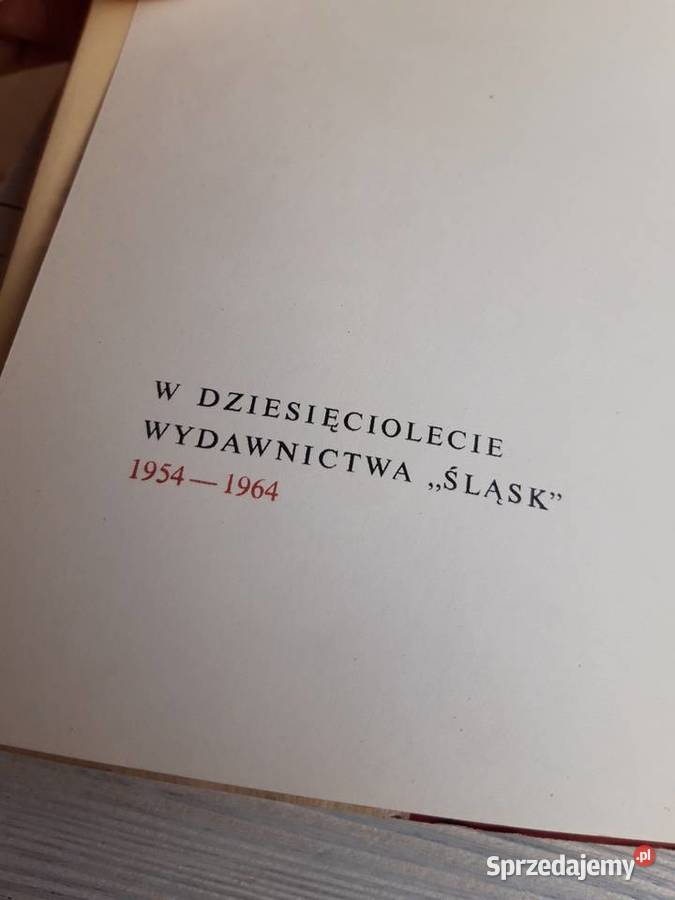 W DZIESIĘCIOLECIE
WYDAWNICTWA „ŚLĄSK”
1954—1964
Sprzedajemy.pl